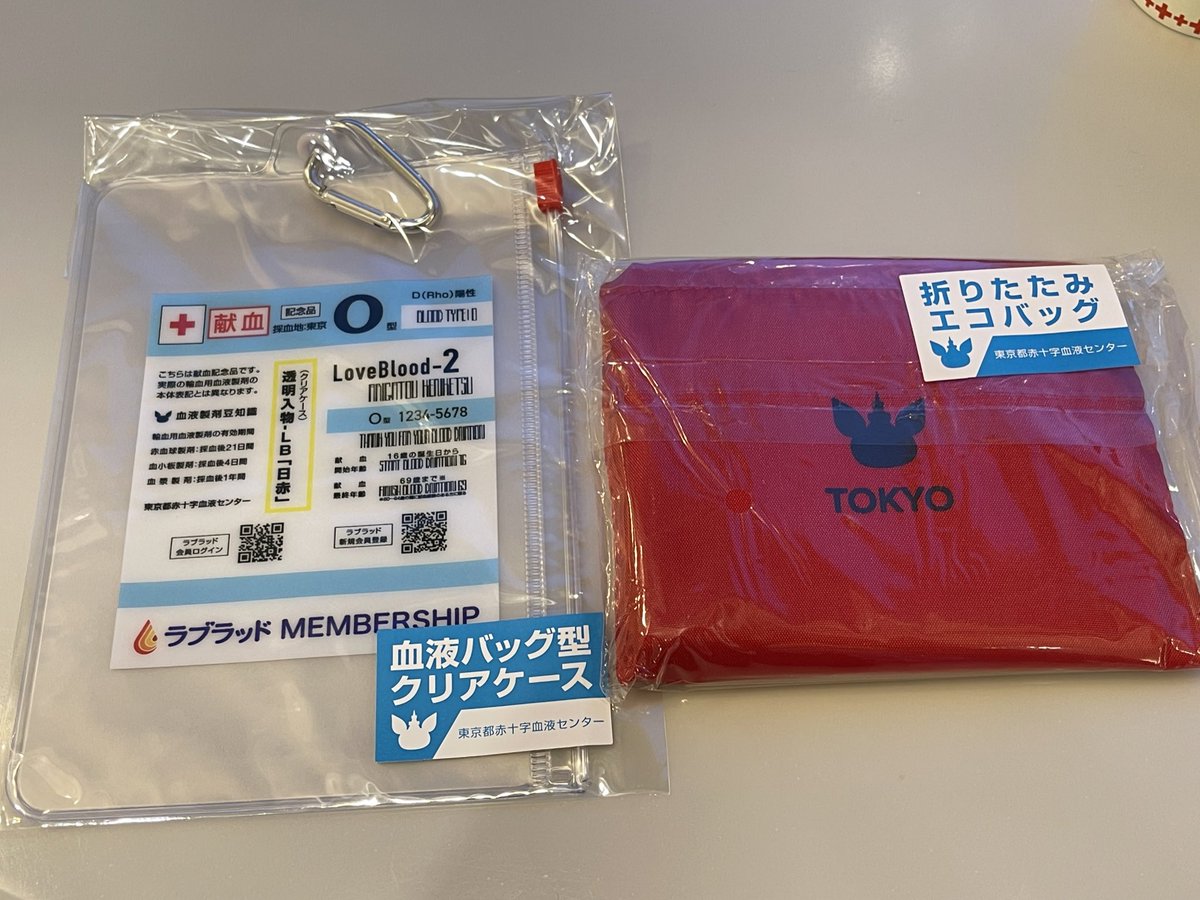 献血
記念品
採血地:東京
O型
D(Rho)陽性
BLOOD TYPE:O
こちらは献血記念品です。
実際の輸血用血液製剤の
本体表記とは異なります。
血液製剤豆知識
輸血用血液製剤の有効期間
赤血球製剤:採血後21日間
血小板製剤:採血後4日間
血漿製剤:採血後1年間
東京都赤十字血液センター
(クリアケース)
透明入物-LB「日赤」
LoveBlood-2
ARIGATOU KENKETSU
O型 1234-5678
THANK YOU FOR YOUR BLOOD DONATION
献血
開始年齢
16歳の誕生日から
START BLOOD DONATION 16
献血
最終年齢
69歳まで※
FINISH BLOOD DONATION 69
ラブラッド
会員ログイン
ラブラッド
新規会員登録
ラブラッド MEMBERSHIP
血液バッグ型
クリアケース
東京都赤十字血液センター
折りたたみ
エコバッグ
東京都赤十字血液センター
TOKYO